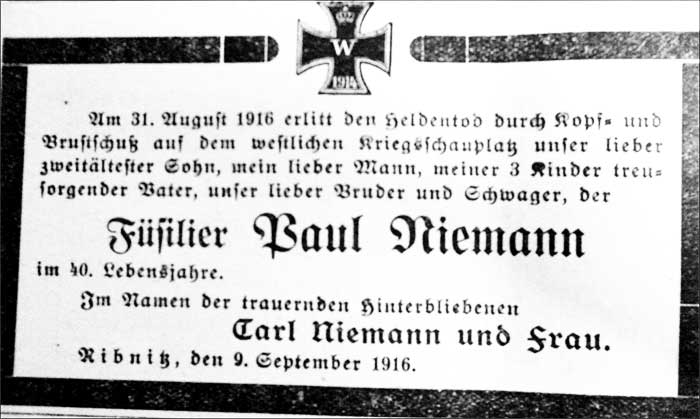 W
1914
Am 31. August 1916 erlitt den Heldentod durch Kopf- und
Brustschuß auf dem westlichen Kriegsschauplatz unser lieber
zweitältester Sohn, mein lieber Mann, meiner 3 Kinder treu-
sorgender Vater, unser lieber Bruder und Schwager, der
Füsilier Paul Niemann
im 40. Lebensjahre.
Im Namen der trauernden Hinterbliebenen
Carl Niemann und Frau.
Ribnitz, den 9. September 1916.